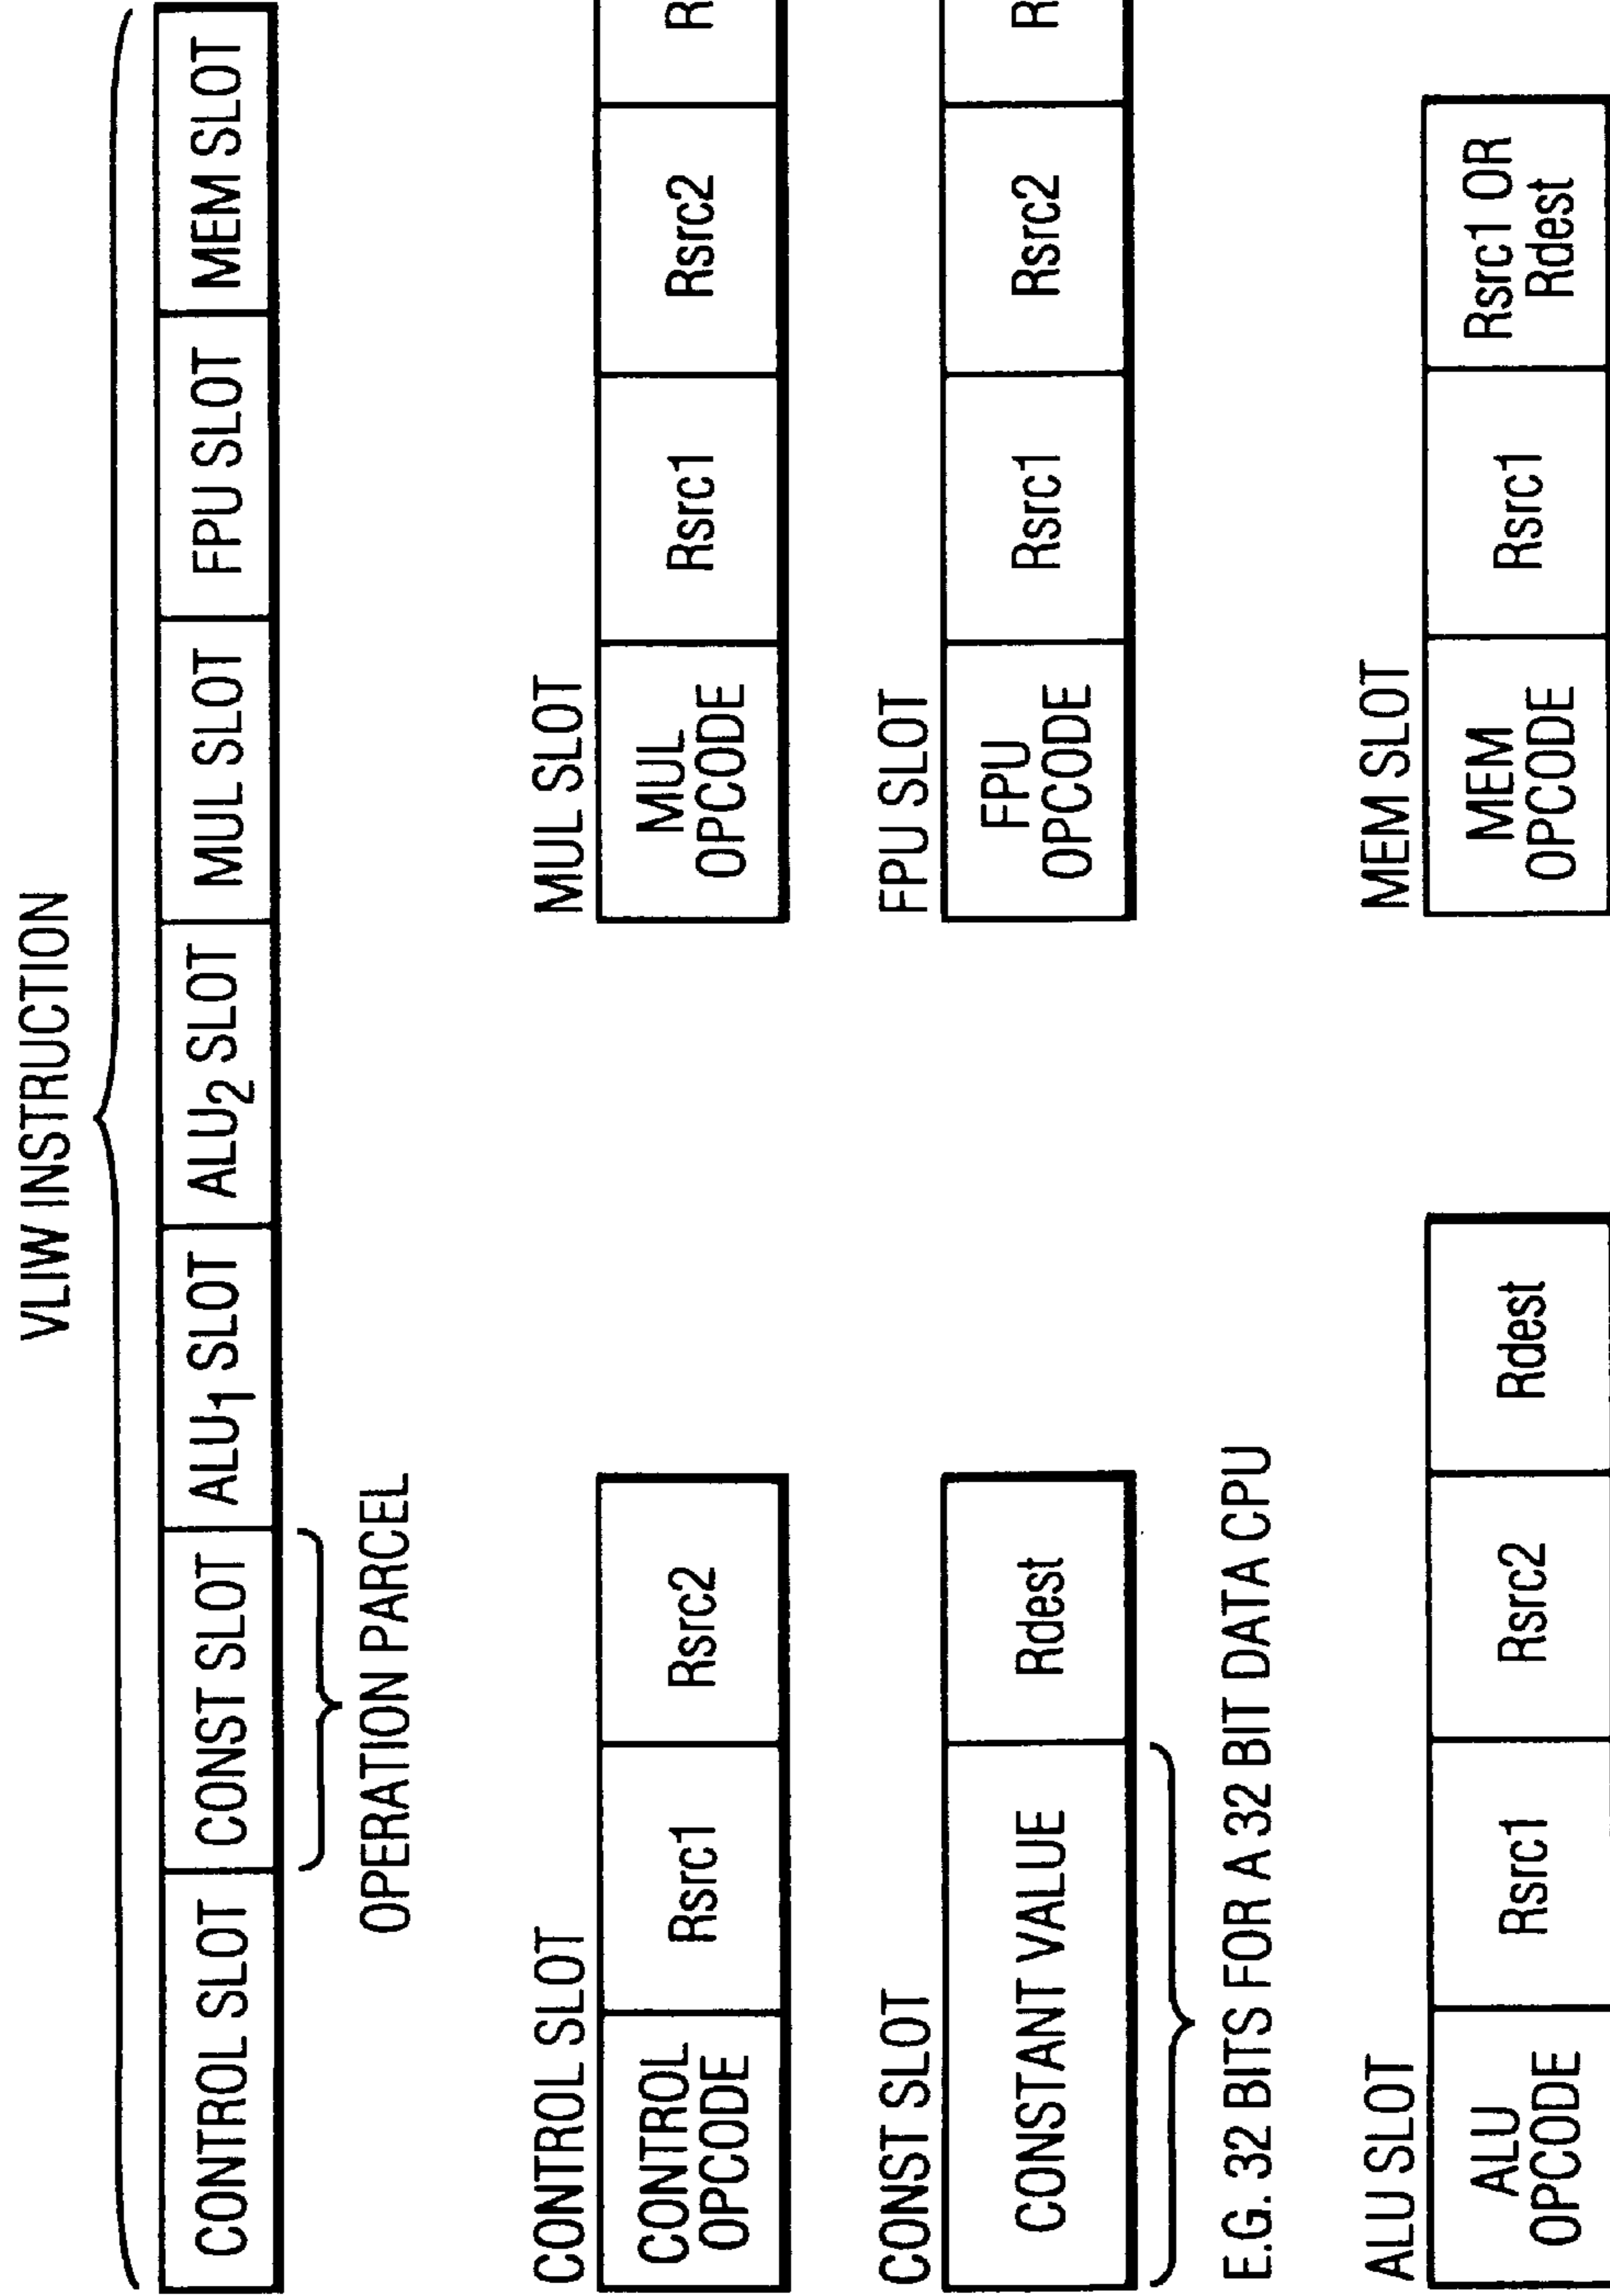 VLIW INSTRUCTION
CONTROL SLOT CONST SLOT ALU1 SLOT ALU2 SLOT MUL SLOT FPU SLOT MEM SLOT
OPERATION PARCEL
CONTROL SLOT
CONTROL
OPCODE
Rsrc1
Rsrc2
MUL SLOT
MUL
OPCODE
Rsrc1
Rsrc2
R
CONST SLOT
CONSTANT VALUE
Rdest
E.G. 32 BITS FOR A 32 BIT DATA CPU
FPU SLOT
FPU
OPCODE
Rsrc1
Rsrc2
R
ALU SLOT
ALU
OPCODE
Rsrc1
Rsrc2
Rdest
MEM SLOT
MEM
OPCODE
Rsrc1
Rsrc1 OR
Rdest